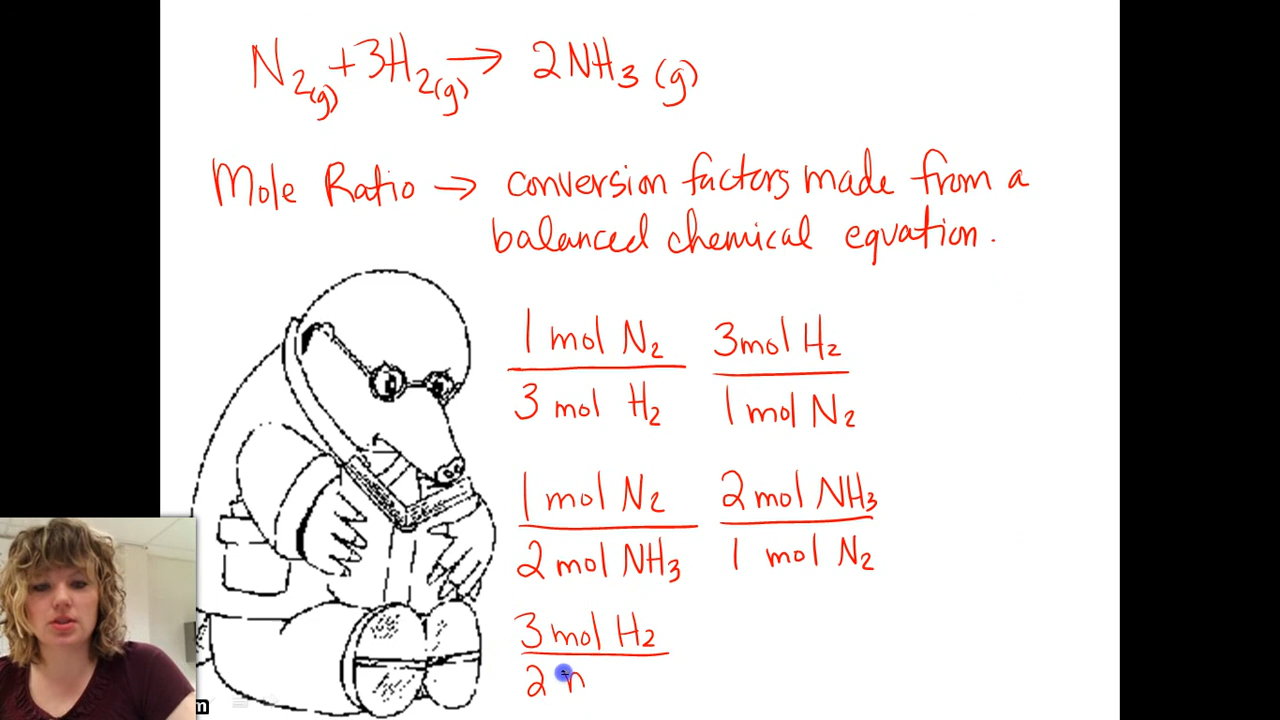 N2(g) + 3H2(g) → 2NH3 (g)
Mole Ratio → conversion factors made from a
balanced chemical equation.
1 mol N2 3 mol H2
3 mol H2 1 mol N2
1 mol N2 2 mol NH3
2 mol NH3 1 mol N2
3 mol H2
2 n
m